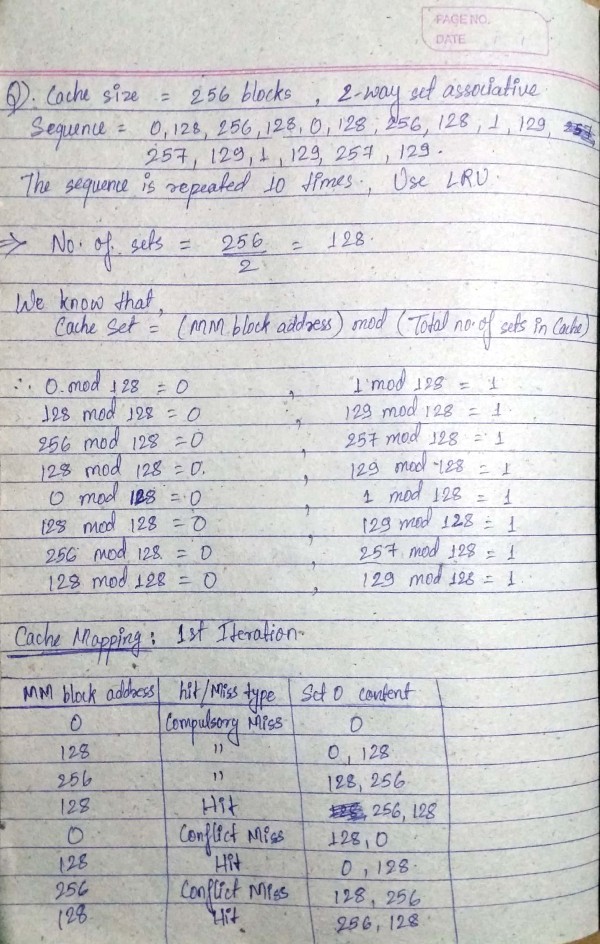 PAGE NO.
DATE
Q). Cache size = 256 blocks, 2-way set associative
Sequence = 0, 128, 256, 128, 0, 128, 256, 128, 1, 129,
257, 129, 1, 129, 257, 129.
The sequence is repeated 10 times., Use LRU.
⇒ No. of. sets = 256/2 = 128.
We know that,
Cache Set = (MM block address) mod (Total no. of sets in Cache)
∴ 0 mod 128 = 0 , 1 mod 128 = 1
128 mod 128 = 0 , 129 mod 128 = 1
256 mod 128 = 0 , 257 mod 128 = 1
128 mod 128 = 0. , 129 mod 128 = 1
0 mod 128 = 0 , 1 mod 128 = 1
128 mod 128 = 0 , 129 mod 128 = 1
256 mod 128 = 0 , 257 mod 128 = 1
128 mod 128 = 0 , 129 mod 128 = 1
Cache Mapping : 1st Iteration.
MM block address hit/Miss type Set 0 content
0 Compulsory Miss 0
128 " 0, 128
256 " 128, 256
128 Hit 256, 128
0 Conflict Miss 128, 0
128 Hit 0, 128
256 Conflict Miss 128, 256
128 Hit 256, 128